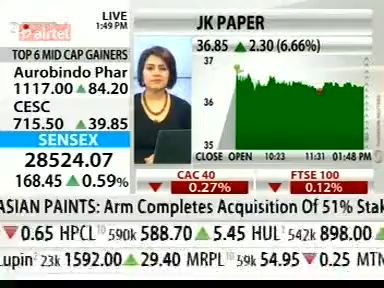 airtel
LIVE
1:49 PM
JK PAPER
36.85 ▲ 2.30 (6.66%)
TOP 6 MID CAP GAINERS
Aurobindo Phar
1117.00 ▲ 84.20
CESC
715.50 ▲ 39.85
SENSEX
28524.07
168.45 ▲ 0.59%
37
36
35
CLOSE OPEN 10:23 11:31 01:48 PM
CAC 40
▼ 0.27%
FTSE 100
▼ 0.12%
ASIAN PAINTS: Arm Completes Acquisition Of 51% Stak
▼ 0.65 HPCL 10 590k 588.70 ▲ 5.45 HUL 1 542k 898.00 ▲
Lupin 2 23k 1592.00 ▲ 29.40 MRPL 10 59k 54.95 ▼ 0.25 MTN